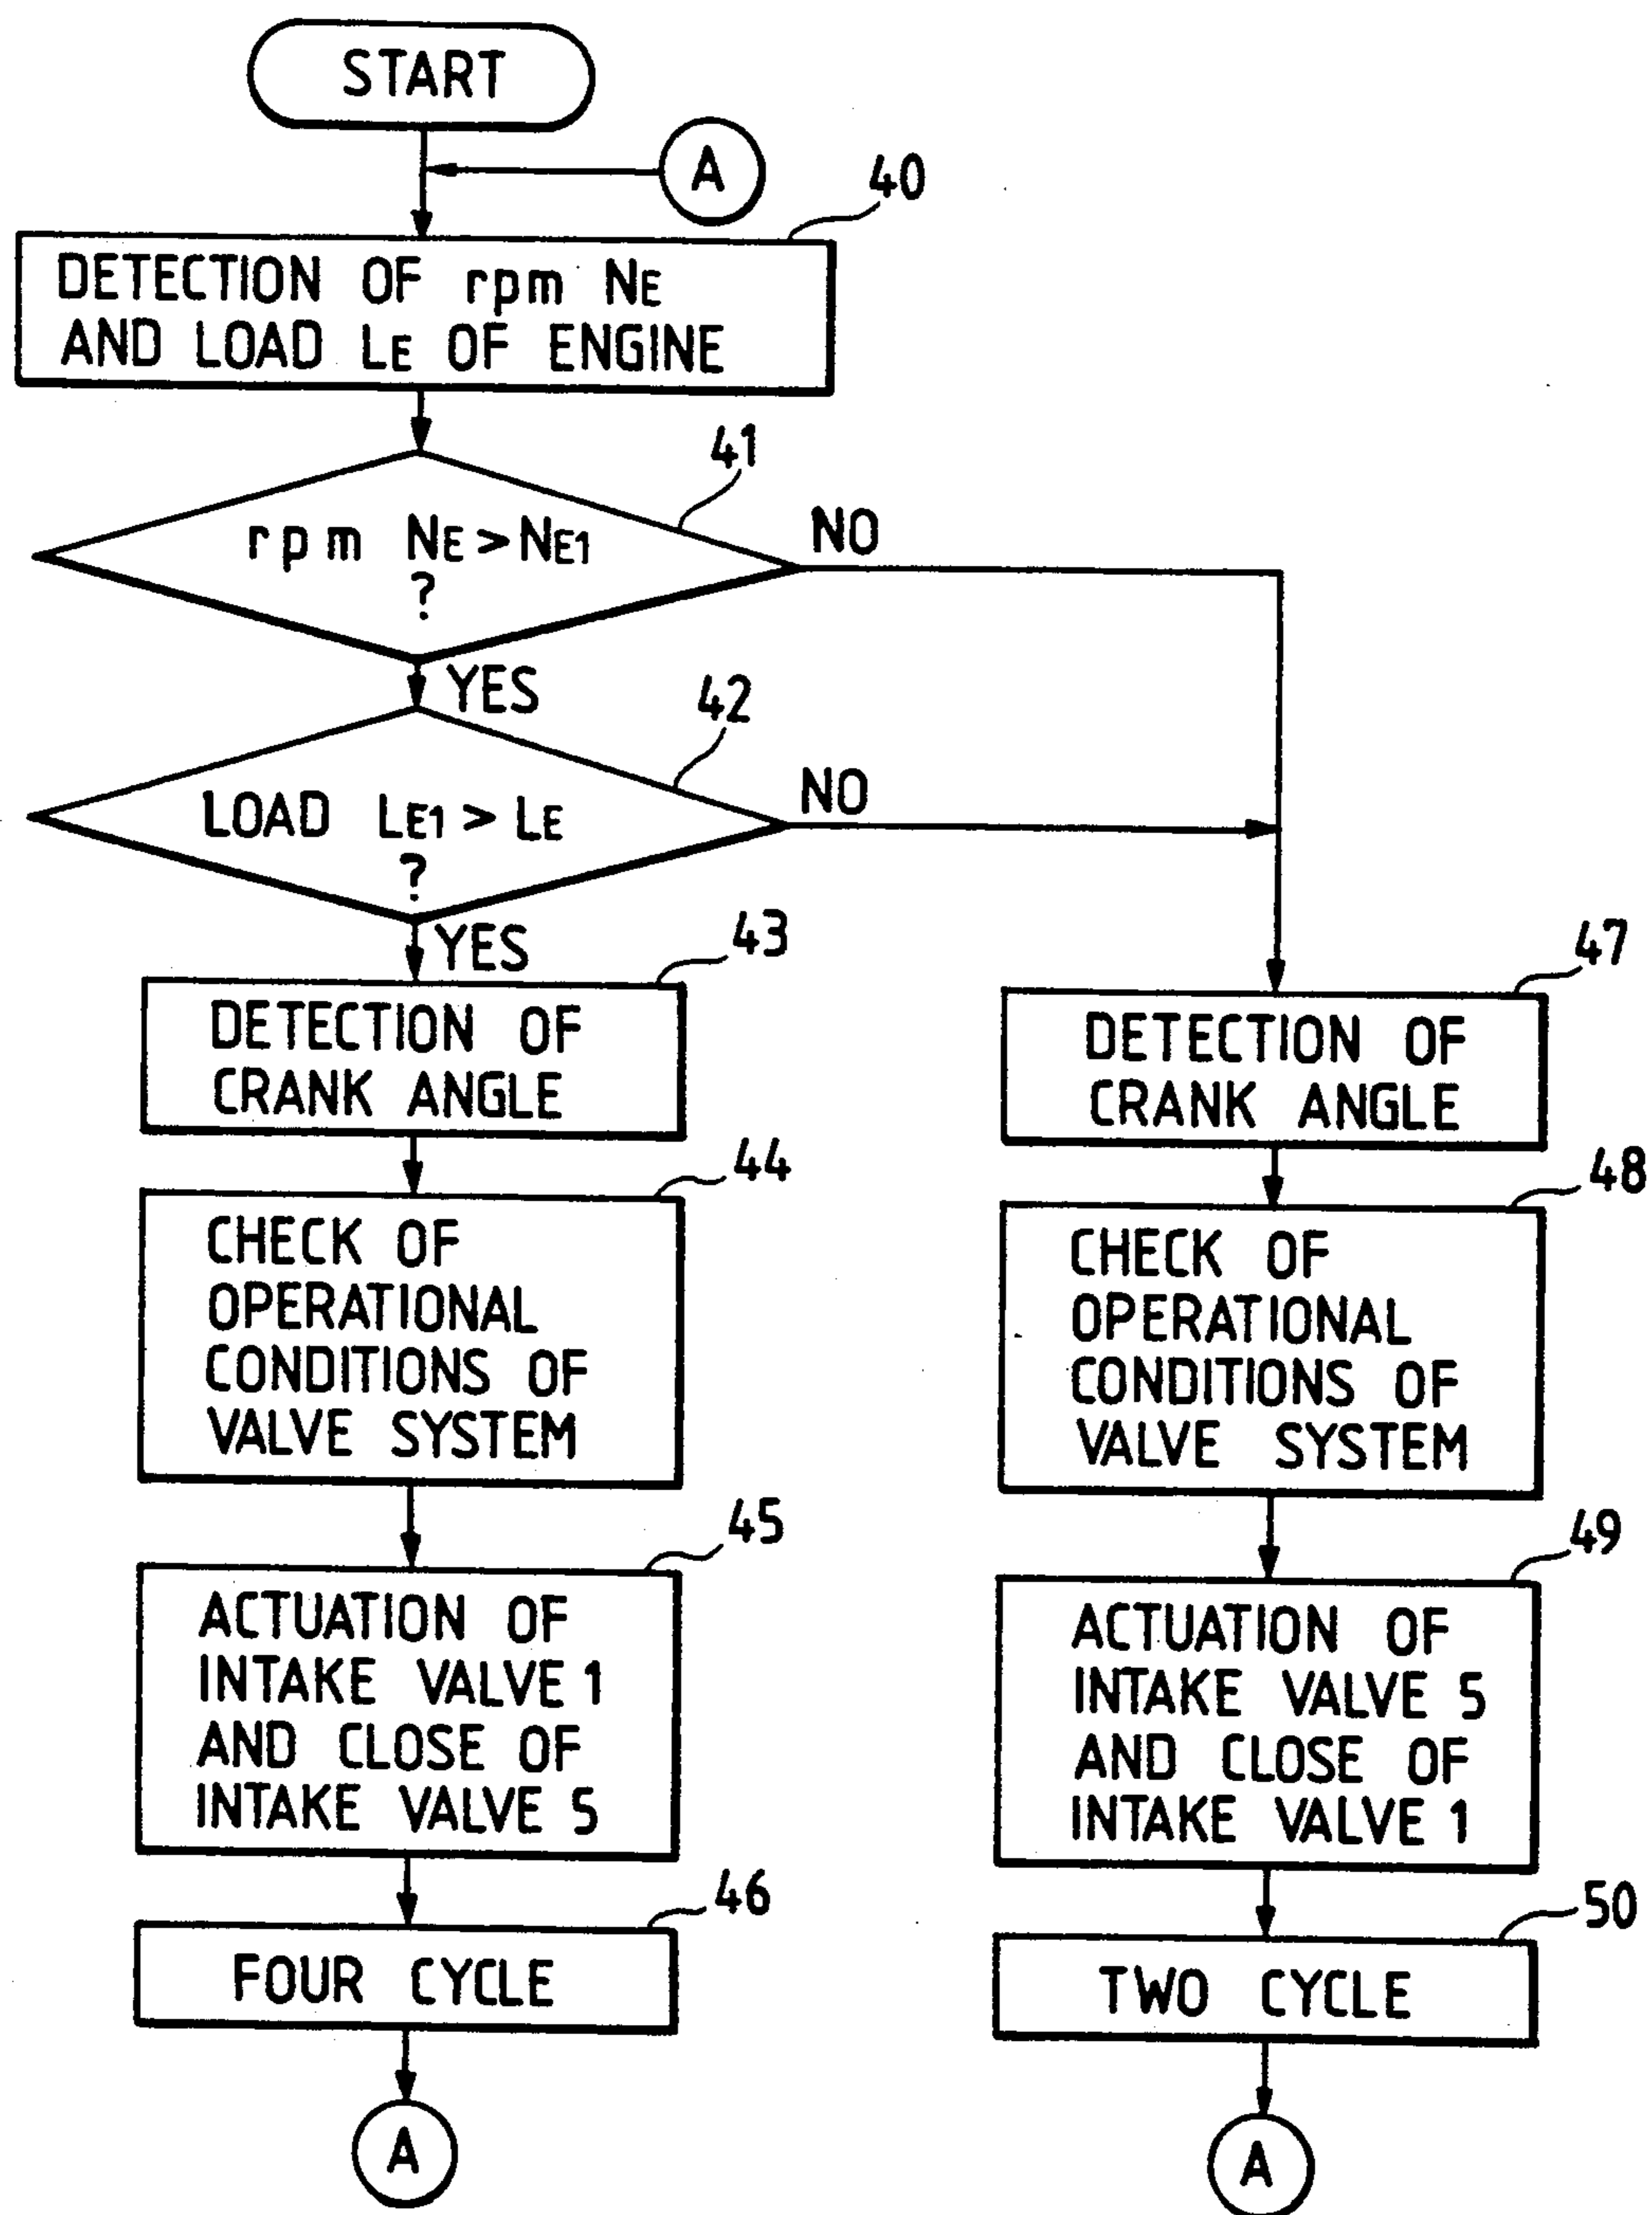 START
A
40
DETECTION OF rpm NE
AND LOAD LE OF ENGINE
41
rpm NE > NE1
?
NO
YES
42
LOAD LE1 > LE
?
NO
YES
43
DETECTION OF
CRANK ANGLE
44
CHECK OF
OPERATIONAL
CONDITIONS OF
VALVE SYSTEM
45
ACTUATION OF
INTAKE VALVE 1
AND CLOSE OF
INTAKE VALVE 5
46
FOUR CYCLE
A
47
DETECTION OF
CRANK ANGLE
48
CHECK OF
OPERATIONAL
CONDITIONS OF
VALVE SYSTEM
49
ACTUATION OF
INTAKE VALVE 5
AND CLOSE OF
INTAKE VALVE 1
50
TWO CYCLE
A